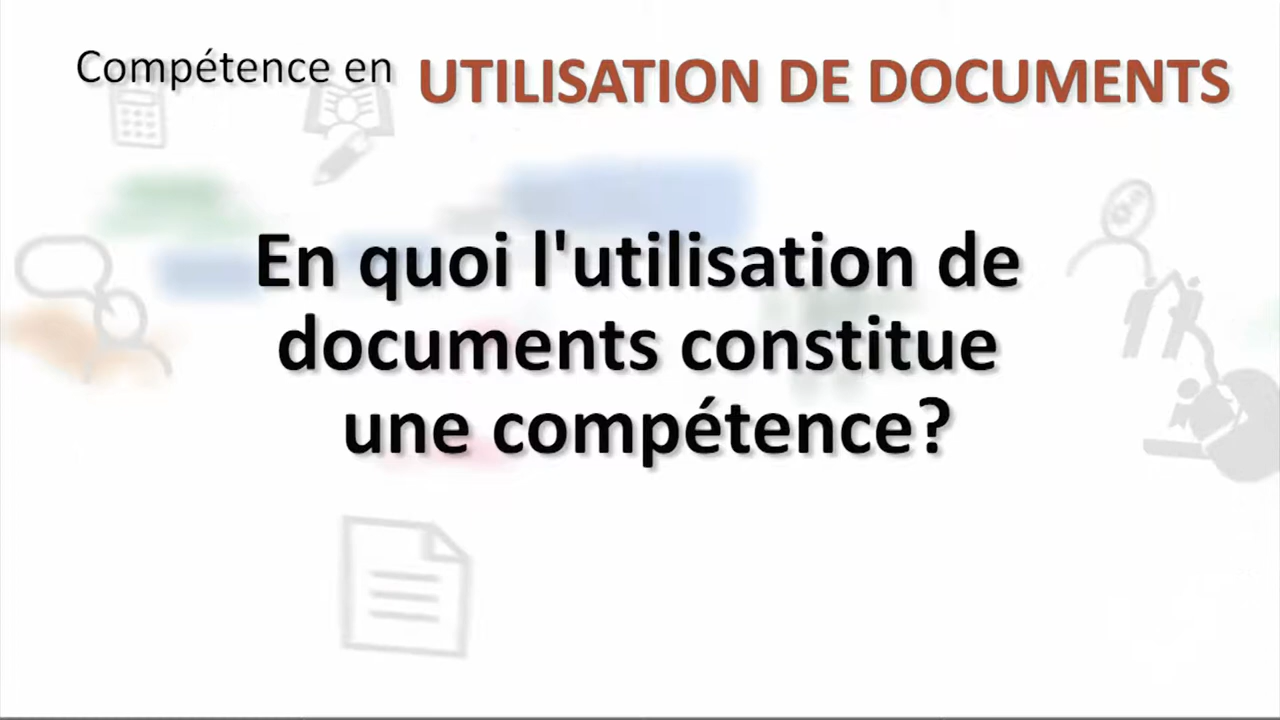 Compétence en UTILISATION DE DOCUMENTS
En quoi l'utilisation de
documents constitue
une compétence?